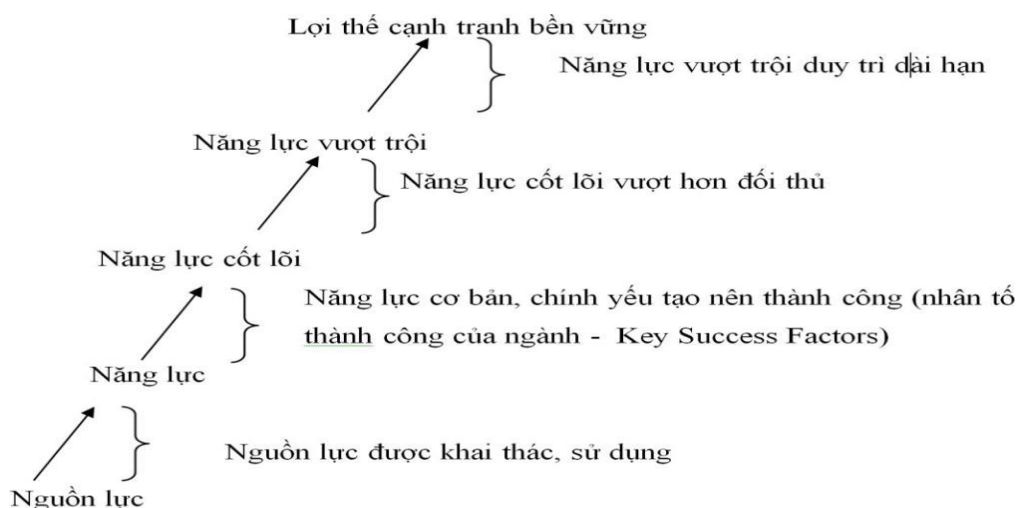 Lợi thế cạnh tranh bền vững
Năng lực vượt trội duy trì dài hạn
Năng lực vượt trội
Năng lực cốt lõi vượt hơn đối thủ
Năng lực cốt lõi
Năng lực cơ bản, chính yếu tạo nên thành công (nhân tố
thành công của ngành - Key Success Factors)
Năng lực
Nguồn lực được khai thác, sử dụng
Nguồn lực